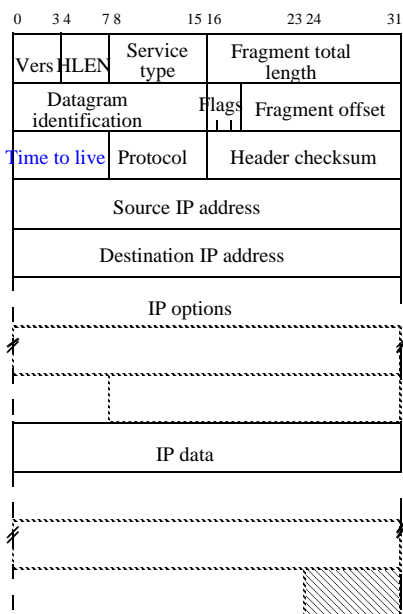 0 3 4 7 8 15 16 23 24 31
Vers HLEN Service type Fragment total length
Datagram identification Flags Fragment offset
Time to live Protocol Header checksum
Source IP address
Destination IP address
IP options
IP data